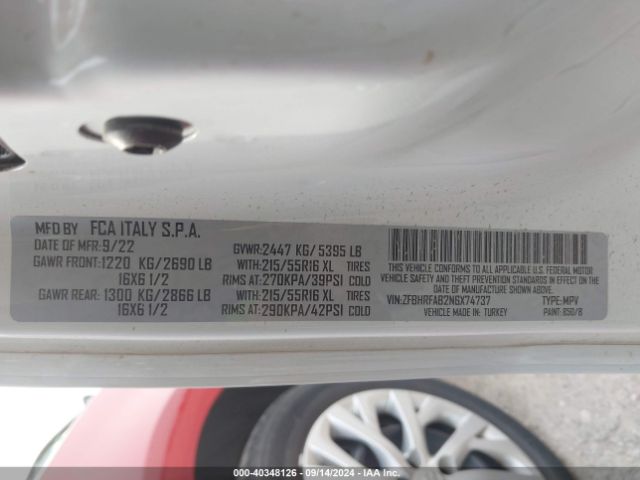 MFD BY FCA ITALY S.P.A.
DATE OF MFR: 9/22 GVWR: 2447 KG/ 5395 LB
GAWR FRONT: 1220 KG/ 2690 LB WITH: 215/55R16 XL TIRES
16X6 1/2 RIMS AT: 270KPA/39PSI COLD
GAWR REAR: 1300 KG/ 2866 LB WITH: 215/55R16 XL TIRES
16X6 1/2 RIMS AT: 290KPA/42PSI COLD
THIS VEHICLE CONFORMS TO ALL APPLICABLE U.S. FEDERAL MOTOR
VEHICLE SAFETY AND THEFT PREVENTION STANDARDS IN EFFECT
ON THE DATE OF MANUFACTURE SHOWN ABOVE.
VIN: ZFBHRFAB2N6X74737 TYPE: MPV
VEHICLE MADE IN: TURKEY PAINT: 850/B
000-40348126 - 09/14/2024 - IAA Inc.